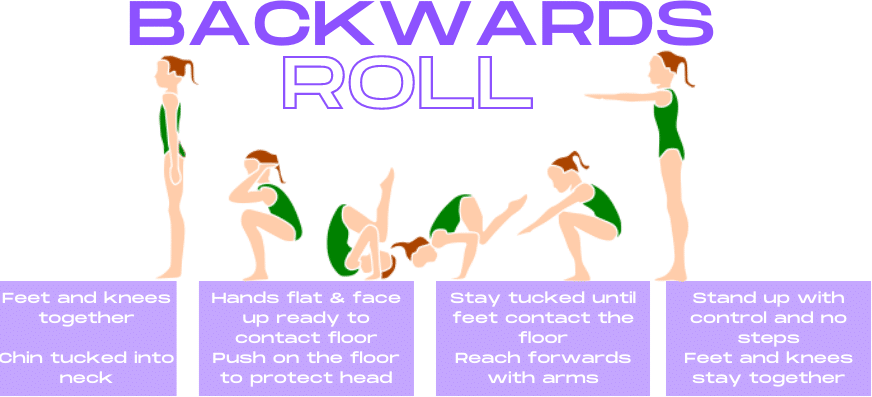 BACKWARDS
ROLL
Feet and knees
together
Chin tucked into
neck
Hands flat & face
up ready to
contact floor
Push on the floor
to protect head
Stay tucked until
feet contact the
floor
Reach forwards
with arms
Stand up with
control and no
steps
Feet and knees
stay together